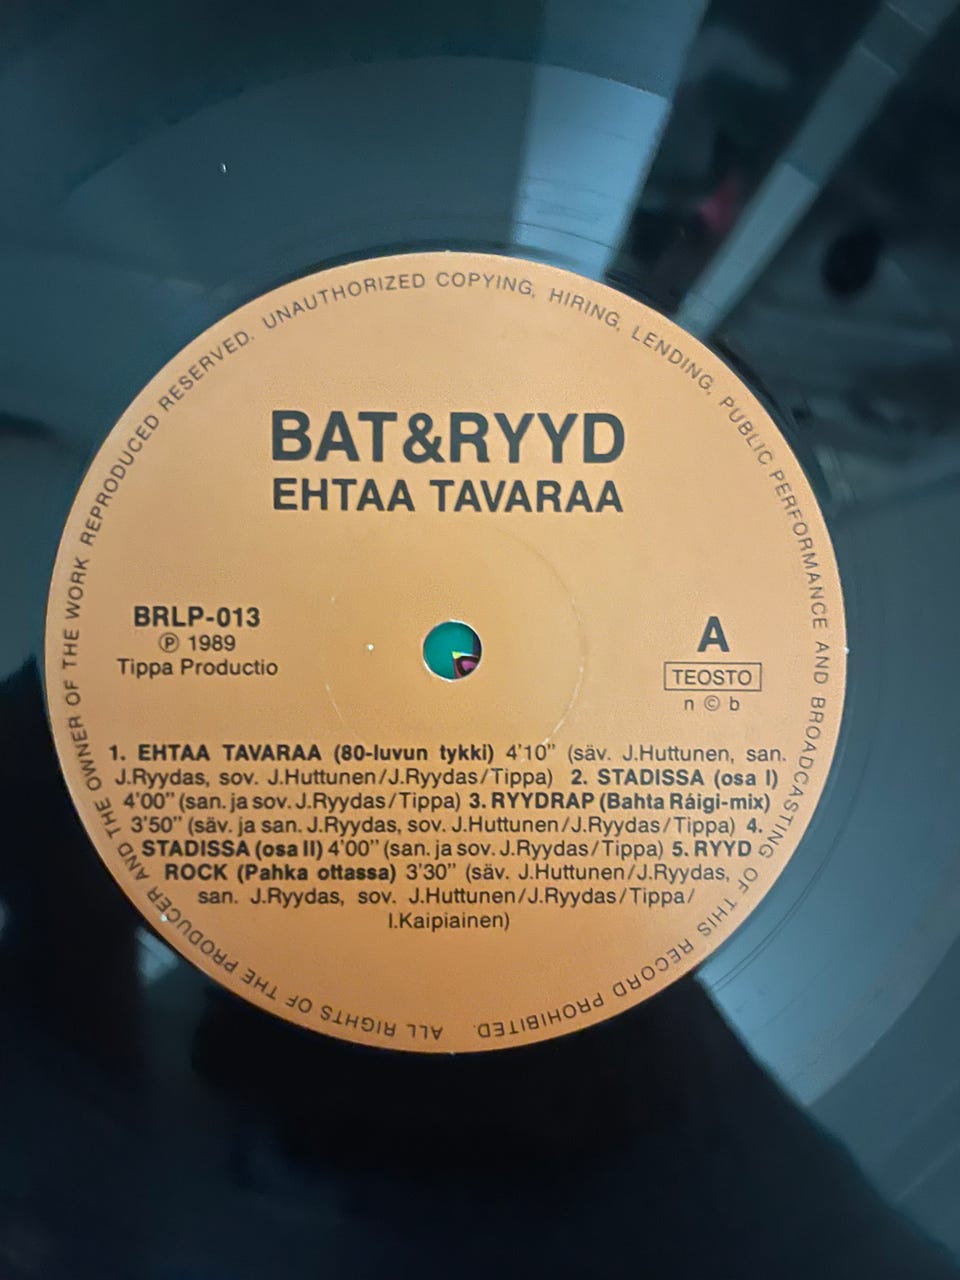 ALL RIGHTS OF THE PRODUCER AND THE OWNER OF THE WORK REPRODUCED RESERVED. UNAUTHORIZED COPYING, HIRING, LENDING, PUBLIC PERFORMANCE AND BROADCASTING OF THIS RECORD PROHIBITED.
BAT&RYYD
EHTAA TAVARAA
BRLP-013
Ⓟ 1989
Tippa Productio
A
TEOSTO
n © b
1. EHTAA TAVARAA (80-luvun tykki) 4'10" (säv. J.Huttunen, san.
J.Ryydas, sov. J.Huttunen/J.Ryydas/Tippa) 2. STADISSA (osa I)
4'00" (san. ja sov. J.Ryydas/Tippa) 3. RYYDRAP (Bahta Ráigi-mix)
3'50" (säv. ja san. J.Ryydas, sov. J.Huttunen/J.Ryydas/Tippa) 4.
STADISSA (osa II) 4'00" (san. ja sov. J.Ryydas/Tippa) 5. RYYD
ROCK (Pahka ottassa) 3'30" (säv. J.Huttunen/J.Ryydas,
san. J.Ryydas, sov. J.Huttunen/J.Ryydas/Tippa/
I.Kaipiainen)